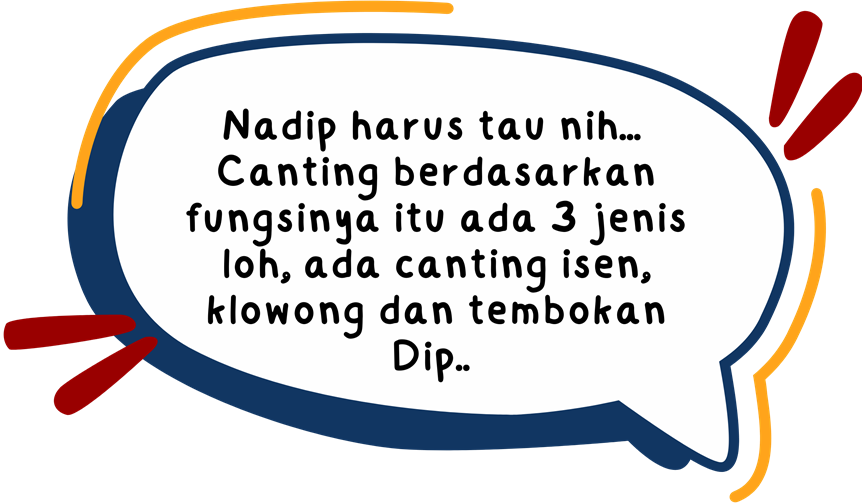 Nadip harus tau nih...
Canting berdasarkan
fungsinya itu ada 3 jenis
loh, ada canting isen,
klowong dan tembokan
Dip..